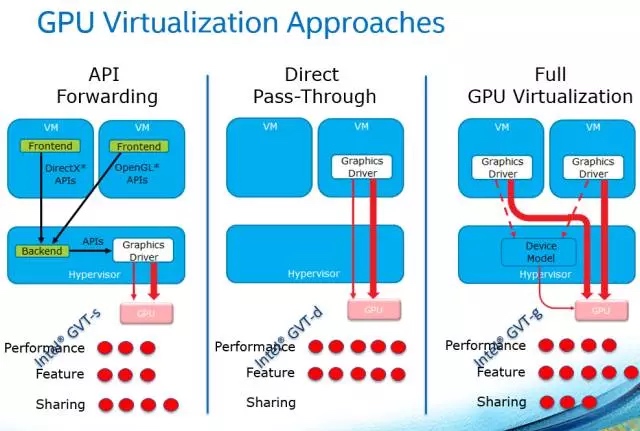 GPU Virtualization Approaches
API
Forwarding
VM
VM
Frontend
Frontend
DirectX*
APIs
OpenGL*
APIs
Backend
APIs
Graphics
Driver
Hypervisor
GPU
Intel® GVT-s
Performance
Feature
Sharing
Direct
Pass-Through
VM
VM
Graphics
Driver
Hypervisor
GPU
Intel® GVT-d
Performance
Feature
Sharing
Full
GPU Virtualization
VM
VM
Graphics
Driver
Graphics
Driver
Device
Model
Hypervisor
GPU
Intel® GVT-g
Performance
Feature
Sharing